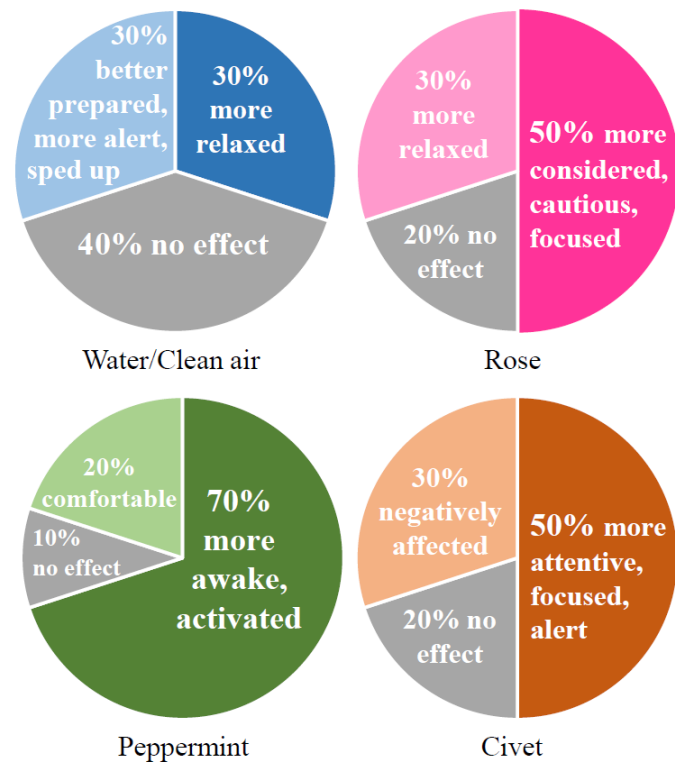 30%
better
prepared,
more alert,
sped up
30%
more
relaxed
40% no effect
Water/Clean air
30%
more
relaxed
50% more
considered,
cautious,
focused
20% no
effect
Rose
20%
comfortable
10%
no effect
70%
more
awake,
activated
Peppermint
30%
negatively
affected
50% more
attentive,
focused,
alert
20% no
effect
Civet